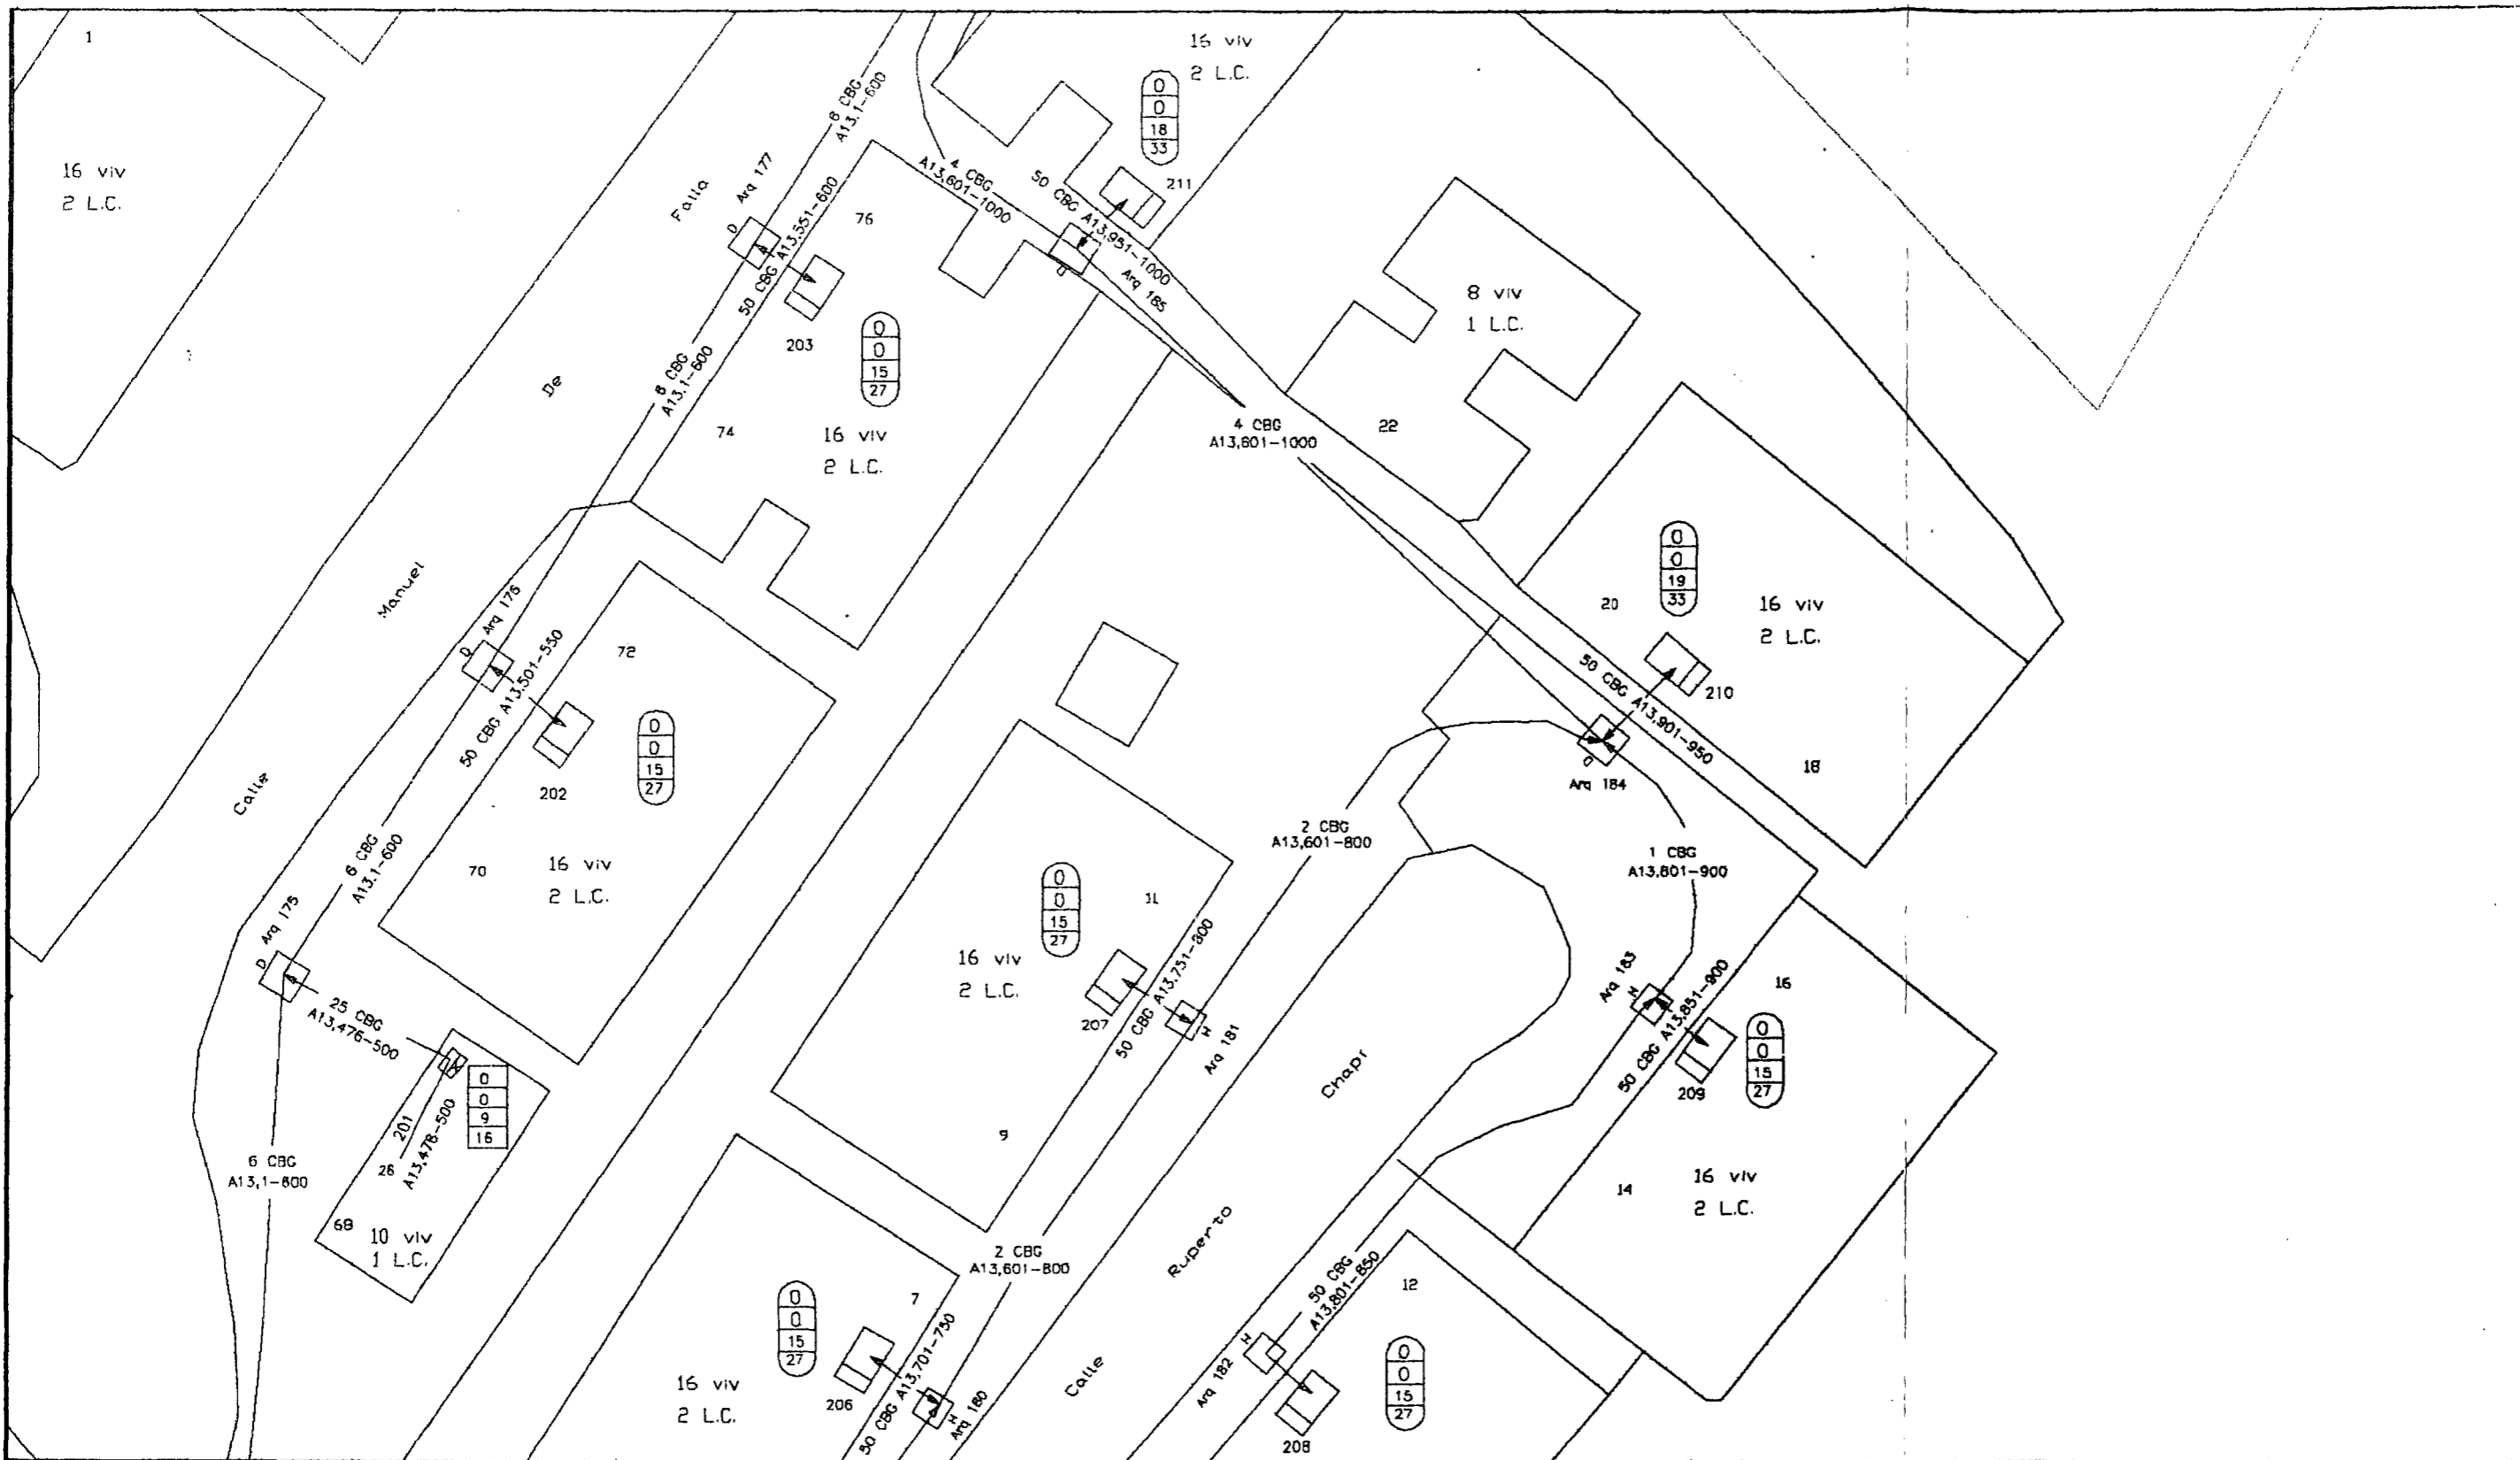 1
16 viv
2 L.C.
16 viv
2 L.C.
0
0
18
33
211
6 CBG
A13,1-600
Arq 177
D
Falla
50 CBG A13,551-600
76
4 CBG
A13,601-1000
50 CBG A13,951-1000
Arq 185
D
203
0
0
15
27
8 viv
1 L.C.
De
6 CBG
A13,1-600
74
16 viv
2 L.C.
4 CBG
A13,601-1000
22
Manuel
Arq 176
D
50 CBG A13,501-550
72
0
0
19
33
20
16 viv
2 L.C.
50 CBG A13,901-950
210
202
0
0
15
27
Calle
D
Arq 184
18
6 CBG
A13,1-600
70
16 viv
2 L.C.
2 CBG
A13,601-800
1 CBG
A13,801-900
Arq 175
D
0
0
15
27
11
16 viv
2 L.C.
50 CBG A13,751-800
207
H
Arq 181
Arq 183
H
50 CBG A13,851-900
16
0
0
15
27
209
25 CBG
A13,476-500
0
0
9
16
201
A13,476-500
26
Chapí
9
6 CBG
A13,1-600
14
16 viv
2 L.C.
68
10 viv
1 L.C.
Ruperto
2 CBG
A13,601-800
50 CBG
A13,801-850
12
7
0
0
15
27
50 CBG A13,701-750
H
Arq 182
0
0
15
27
16 viv
2 L.C.
206
H
Arq 180
Calle
208